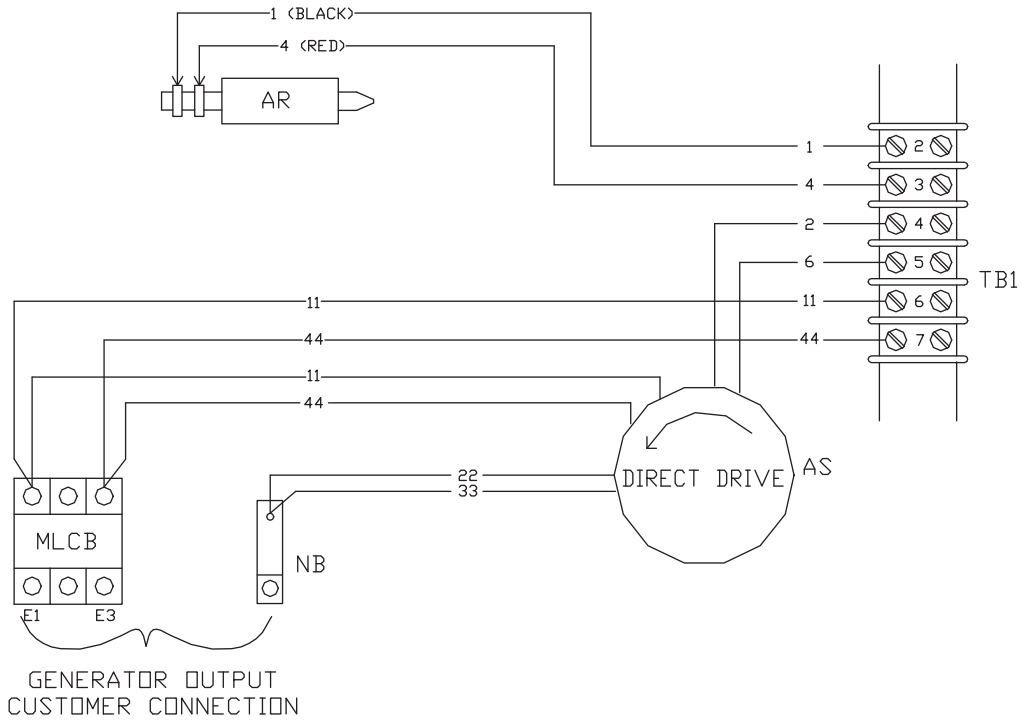 1 (BLACK)
4 (RED)
AR
1 2
4 3
2 4
6 5
TB1
11 11 6
44 44 7
11
44
DIRECT DRIVE
AS
22
33
MLCB
NB
E1 E3
GENERATOR OUTPUT
CUSTOMER CONNECTION